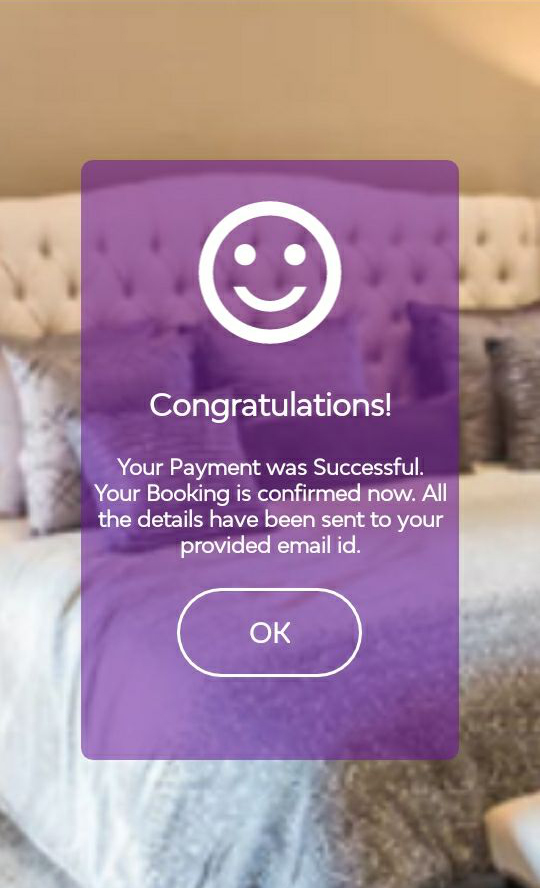 Congratulations!
Your Payment was Successful.
Your Booking is confirmed now. All
the details have been sent to your
provided email id.
OK